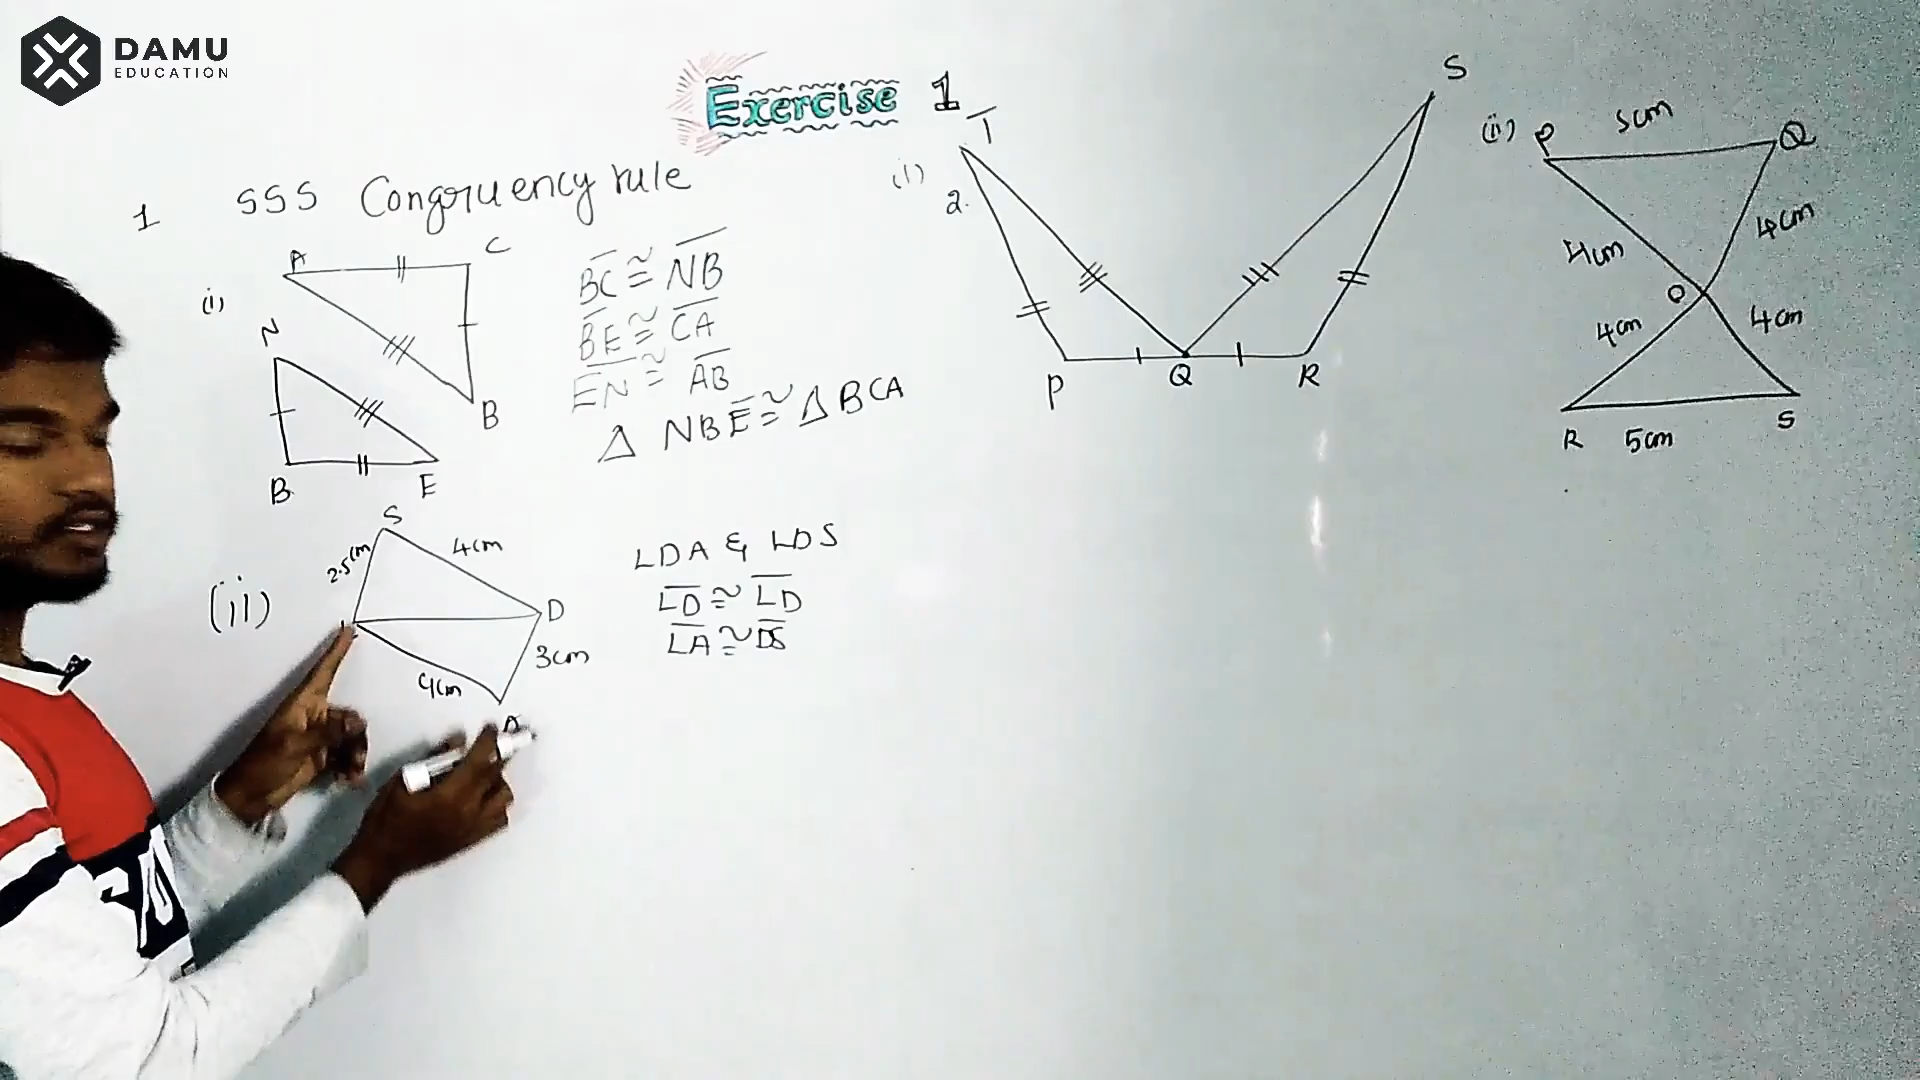 DAMU
EDUCATION
Exercise 1
1 SSS Congruency rule
(i)
A
C
N
B
B
E
BC ≅ NB
BE ≅ CA
EN ≅ AB
Δ NBE ≅ Δ BCA
(ii)
S
2.5cm
4cm
D
3cm
4cm
A
LDA & LDS
LD ≅ LD
LA ≅ DS
(i)
2.
T
S
P
Q
R
(ii)
P
5cm
Q
4cm
4cm
O
4cm
4cm
R
5cm
S